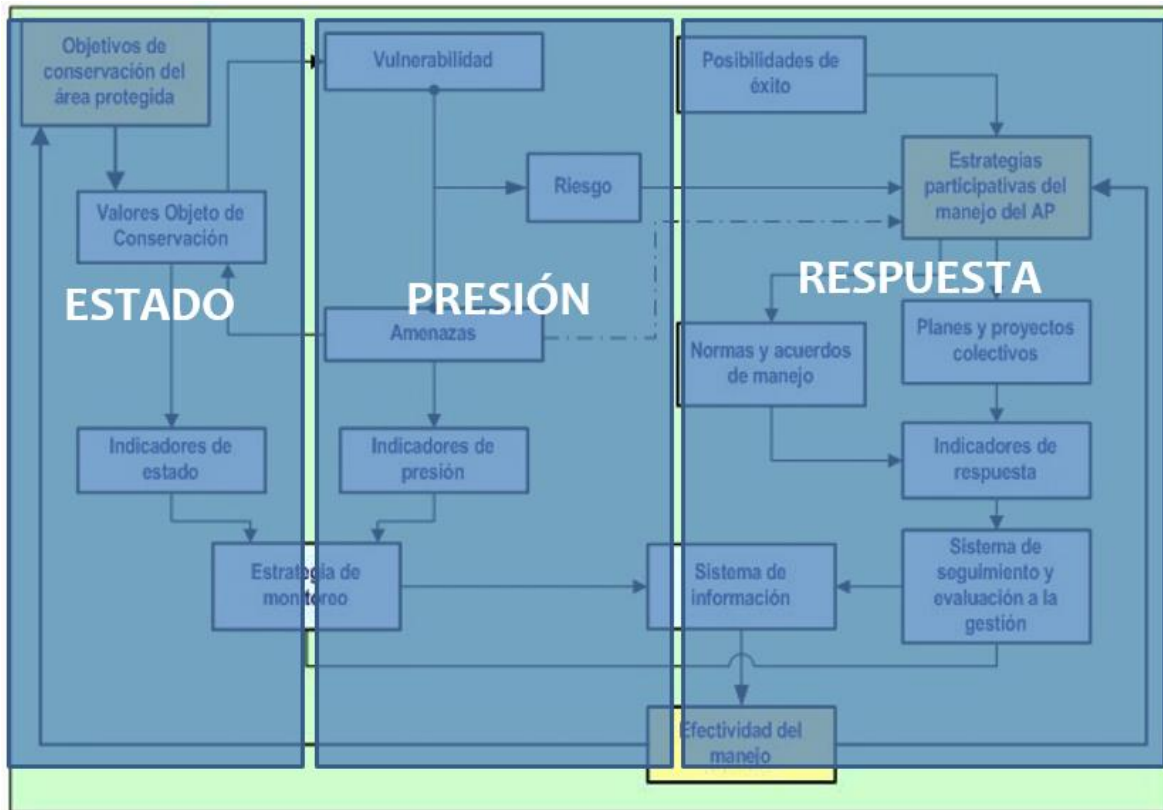 Objetivos de
conservación del
área protegida
Vulnerabilidad
Posibilidades de
éxito
Riesgo
Estrategias
participativas del
manejo del AP
Valores Objeto de
Conservación
ESTADO
PRESIÓN
RESPUESTA
Amenazas
Normas y acuerdos
de manejo
Planes y proyectos
colectivos
Indicadores de
estado
Indicadores de
presión
Indicadores de
respuesta
Estrategia de
monitoreo
Sistema de
información
Sistema de
seguimiento y
evaluación a la
gestión
Efectividad del
manejo